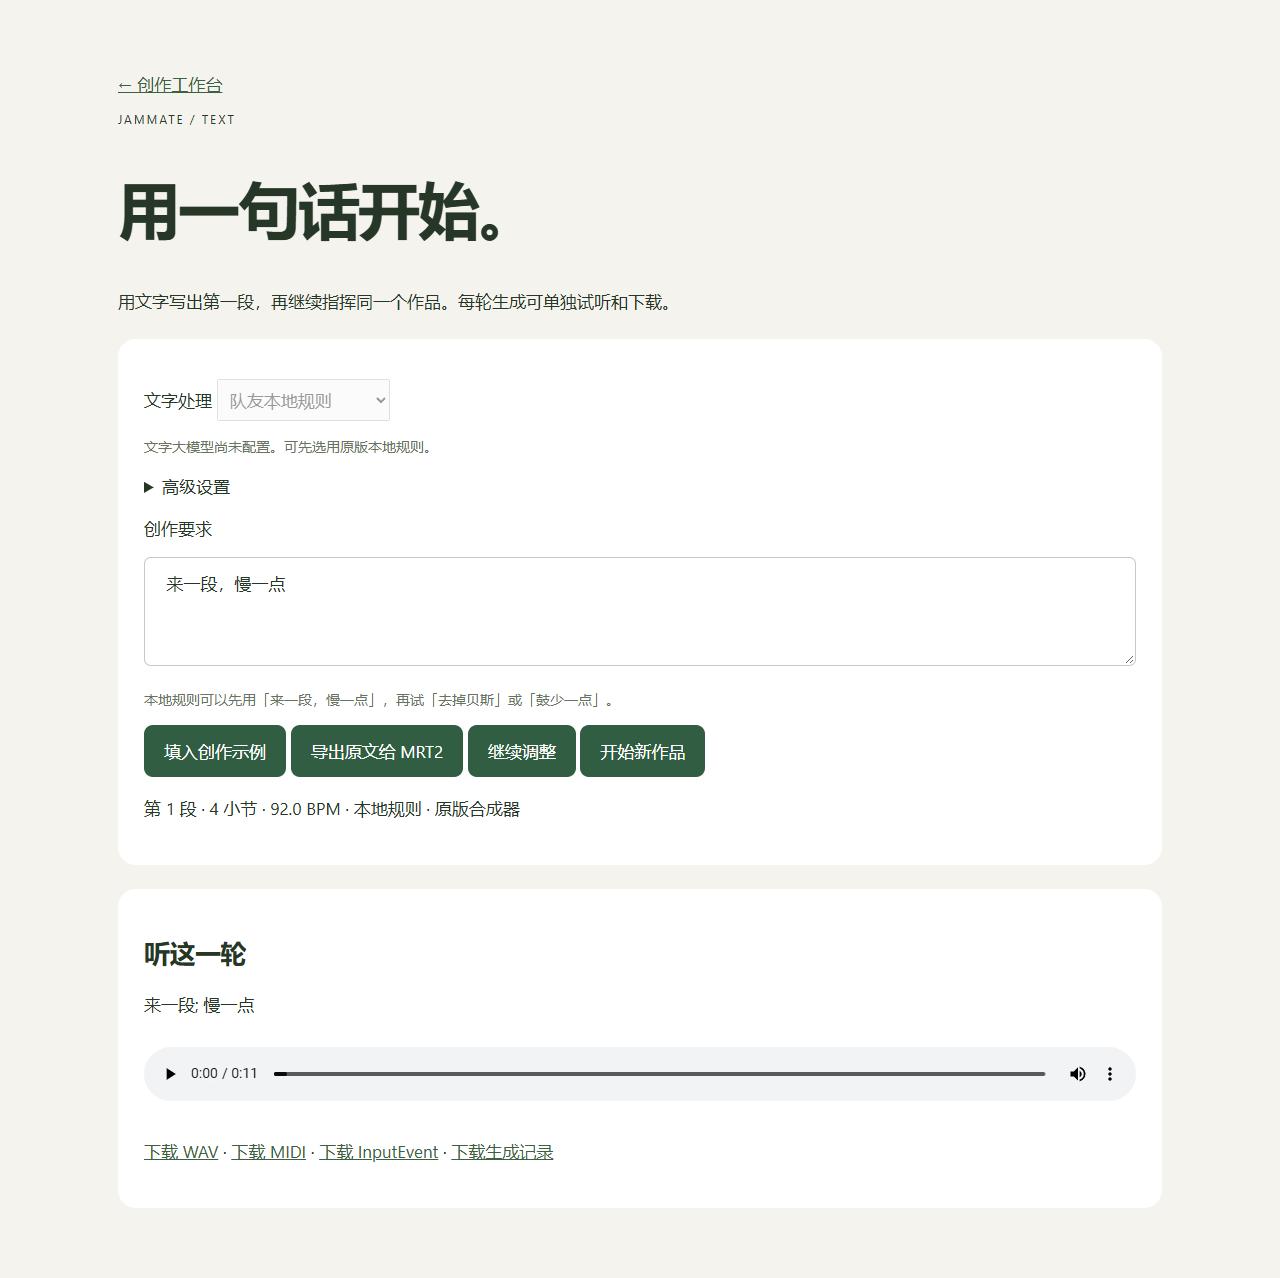 ← 创作工作台
JAMMATE / TEXT
用一句话开始。
用文字写出第一段，再继续指挥同一个作品。每轮生成可单独试听和下载。
文字处理 队友本地规则
文字大模型尚未配置。可先选用原版本地规则。
▶ 高级设置
创作要求
来一段，慢一点
本地规则可以先用「来一段，慢一点」，再试「去掉贝斯」或「鼓少一点」。
填入创作示例 导出原文给 MRT2 继续调整 开始新作品
第 1 段 · 4 小节 · 92.0 BPM · 本地规则 · 原版合成器
听这一轮
来一段; 慢一点
0:00 / 0:11
下载 WAV · 下载 MIDI · 下载 InputEvent · 下载生成记录